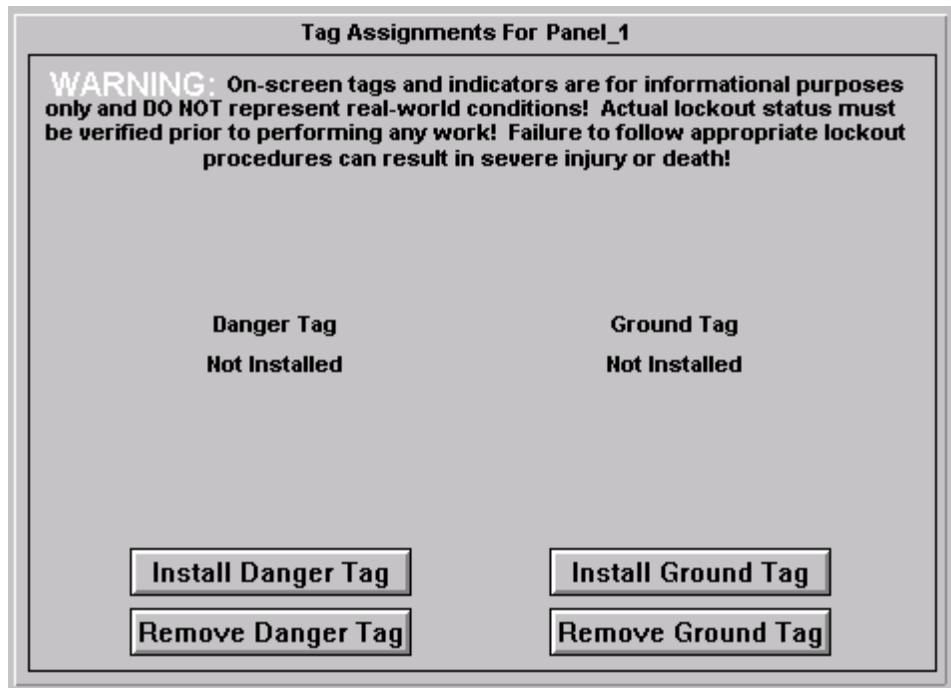 Tag Assignments For Panel_1
WARNING: On-screen tags and indicators are for informational purposes
only and DO NOT represent real-world conditions! Actual lockout status must
be verified prior to performing any work! Failure to follow appropriate lockout
procedures can result in severe injury or death!
Danger Tag
Not Installed
Ground Tag
Not Installed
Install Danger Tag
Install Ground Tag
Remove Danger Tag
Remove Ground Tag